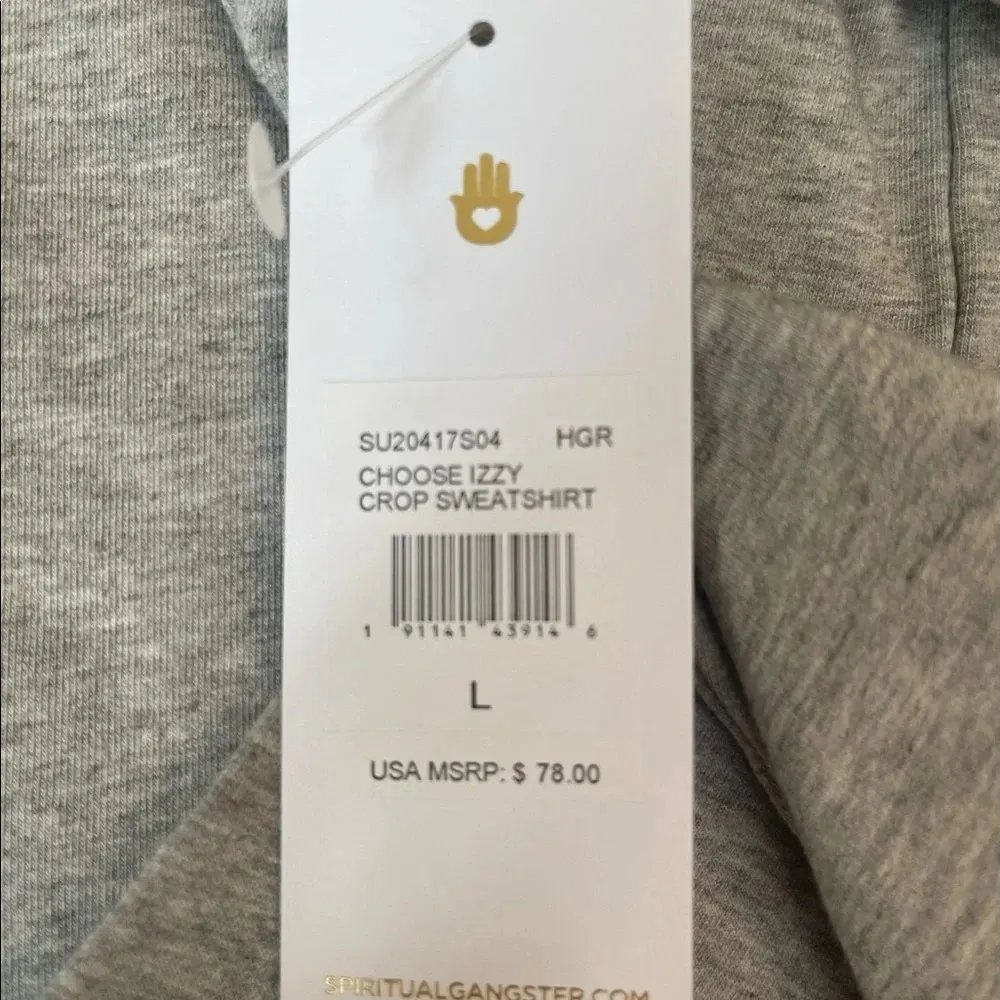 SU20417S04 HGR
CHOOSE IZZY
CROP SWEATSHIRT
1 91141 43914 6
L
USA MSRP: $ 78.00
SPIRITUALGANGSTER.COM